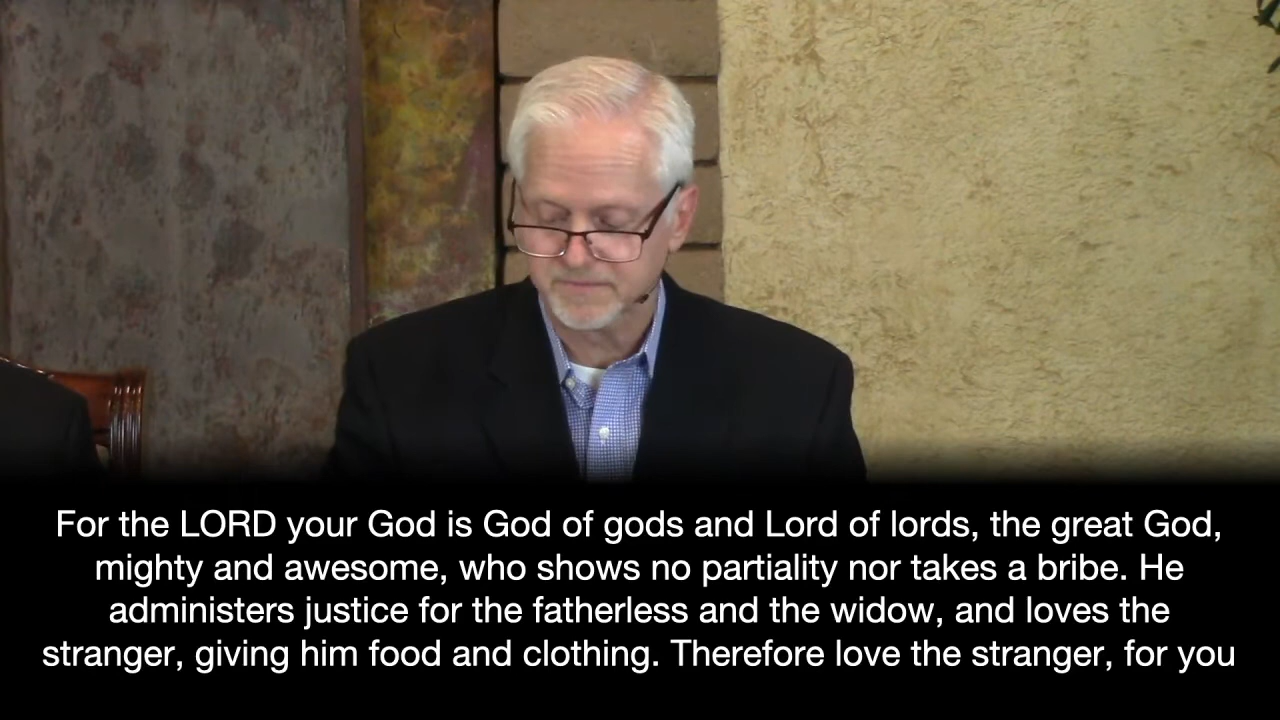 For the LORD your God is God of gods and Lord of lords, the great God,
mighty and awesome, who shows no partiality nor takes a bribe. He
administers justice for the fatherless and the widow, and loves the
stranger, giving him food and clothing. Therefore love the stranger, for you